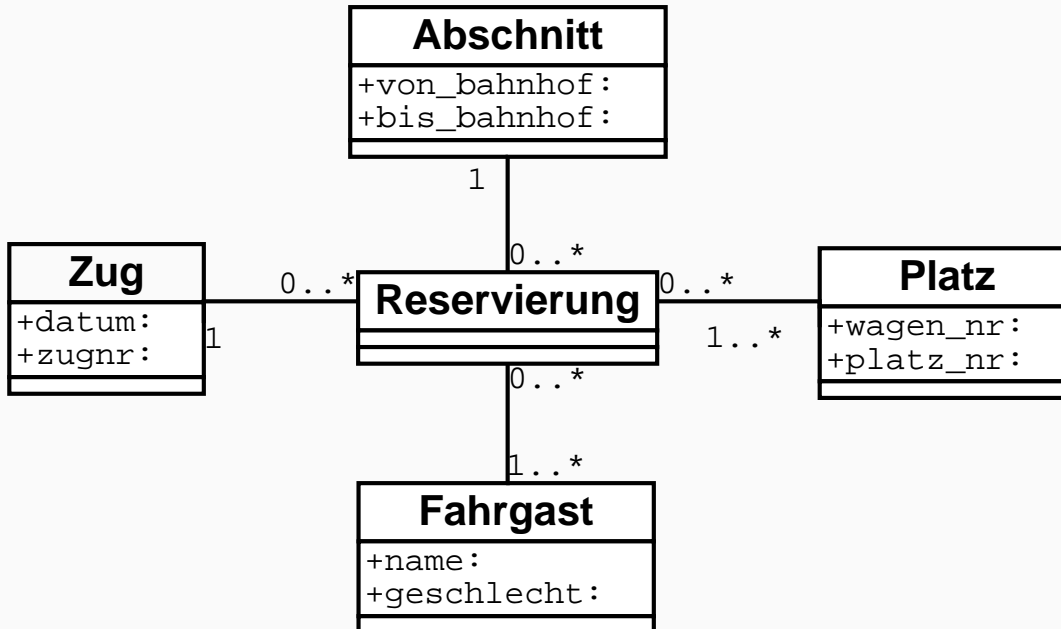 Abschnitt
+von_bahnhof:
+bis_bahnhof:
1
0..*
Zug
+datum:
+zugnr:
1
0..*
Reservierung
0..*
1..*
Platz
+wagen_nr:
+platz_nr:
0..*
1..*
Fahrgast
+name:
+geschlecht: